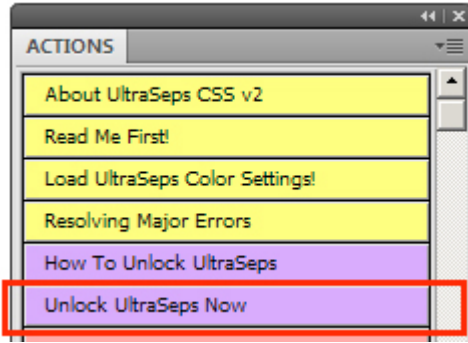 ACTIONS
About UltraSeps CSS v2
Read Me First!
Load UltraSeps Color Settings!
Resolving Major Errors
How To Unlock UltraSeps
Unlock UltraSeps Now